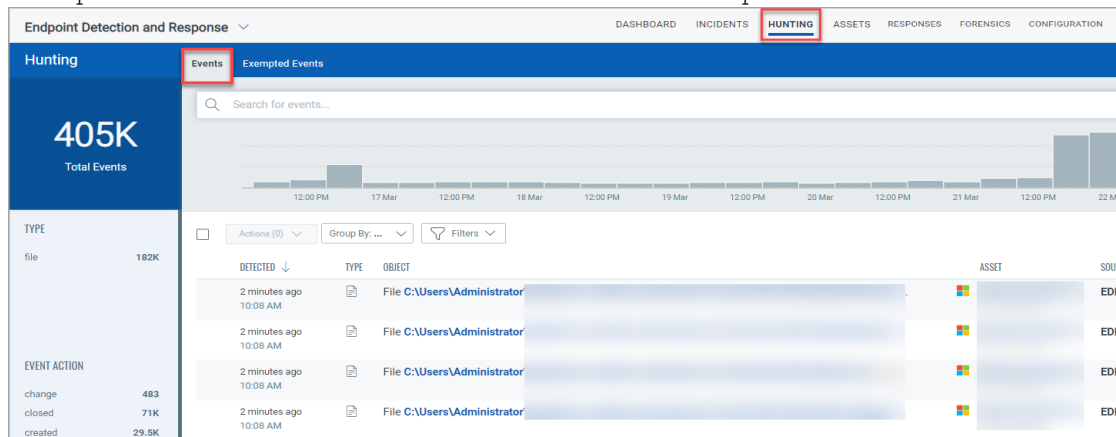 Endpoint Detection and Response
DASHBOARD INCIDENTS HUNTING ASSETS RESPONSES FORENSICS CONFIGURATION
Hunting
Events Exempted Events
Search for events...
405K
Total Events
12:00 PM 17 Mar 12:00 PM 18 Mar 12:00 PM 19 Mar 12:00 PM 20 Mar 12:00 PM 21 Mar 12:00 PM 22 M
TYPE
Actions (0) Group By: ... Filters
file 182K
DETECTED TYPE OBJECT ASSET SOU
2 minutes ago File C:\Users\Administrator\ EDI
10:08 AM
2 minutes ago File C:\Users\Administrator\ EDI
10:08 AM
EVENT ACTION
2 minutes ago File C:\Users\Administrator\ EDI
10:08 AM
change 483
closed 71K
2 minutes ago File C:\Users\Administrator\ EDI
10:08 AM
created 29.5K